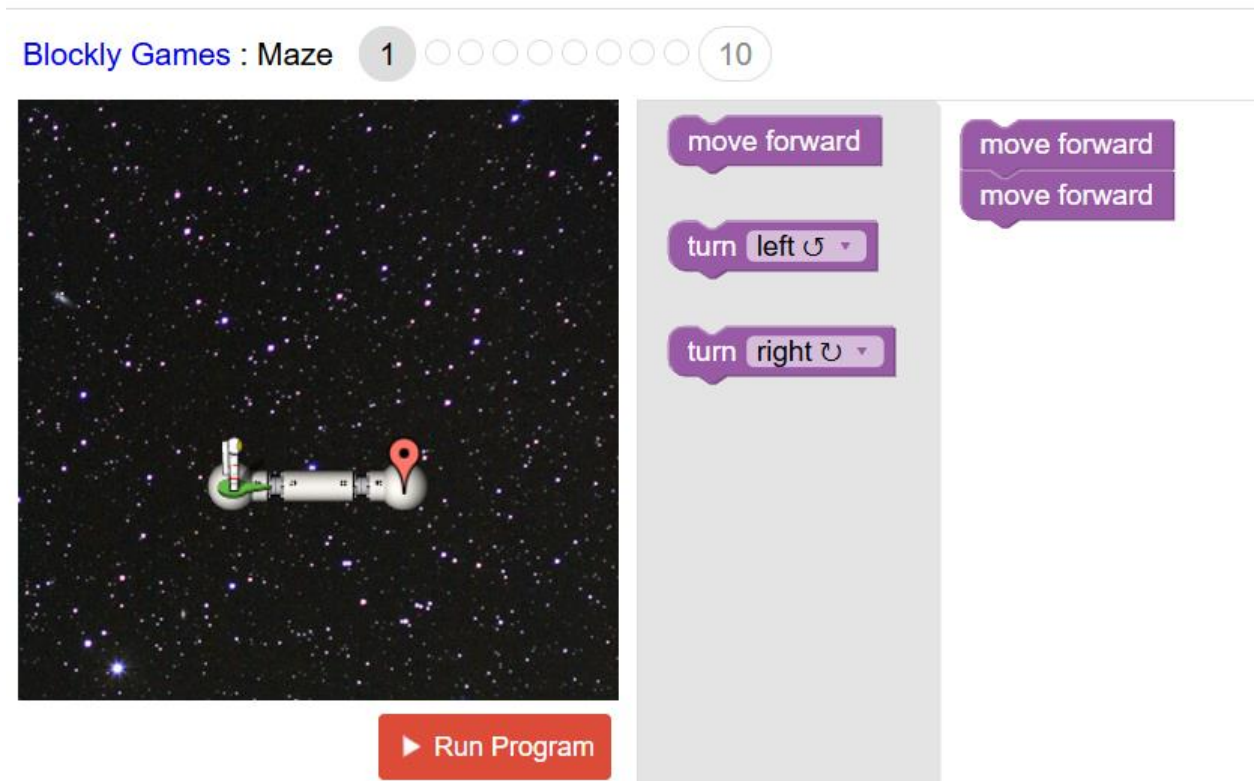 Blockly Games : Maze 1 10
move forward
turn left ↺ ▾
turn right ↻ ▾
move forward
move forward
Run Program